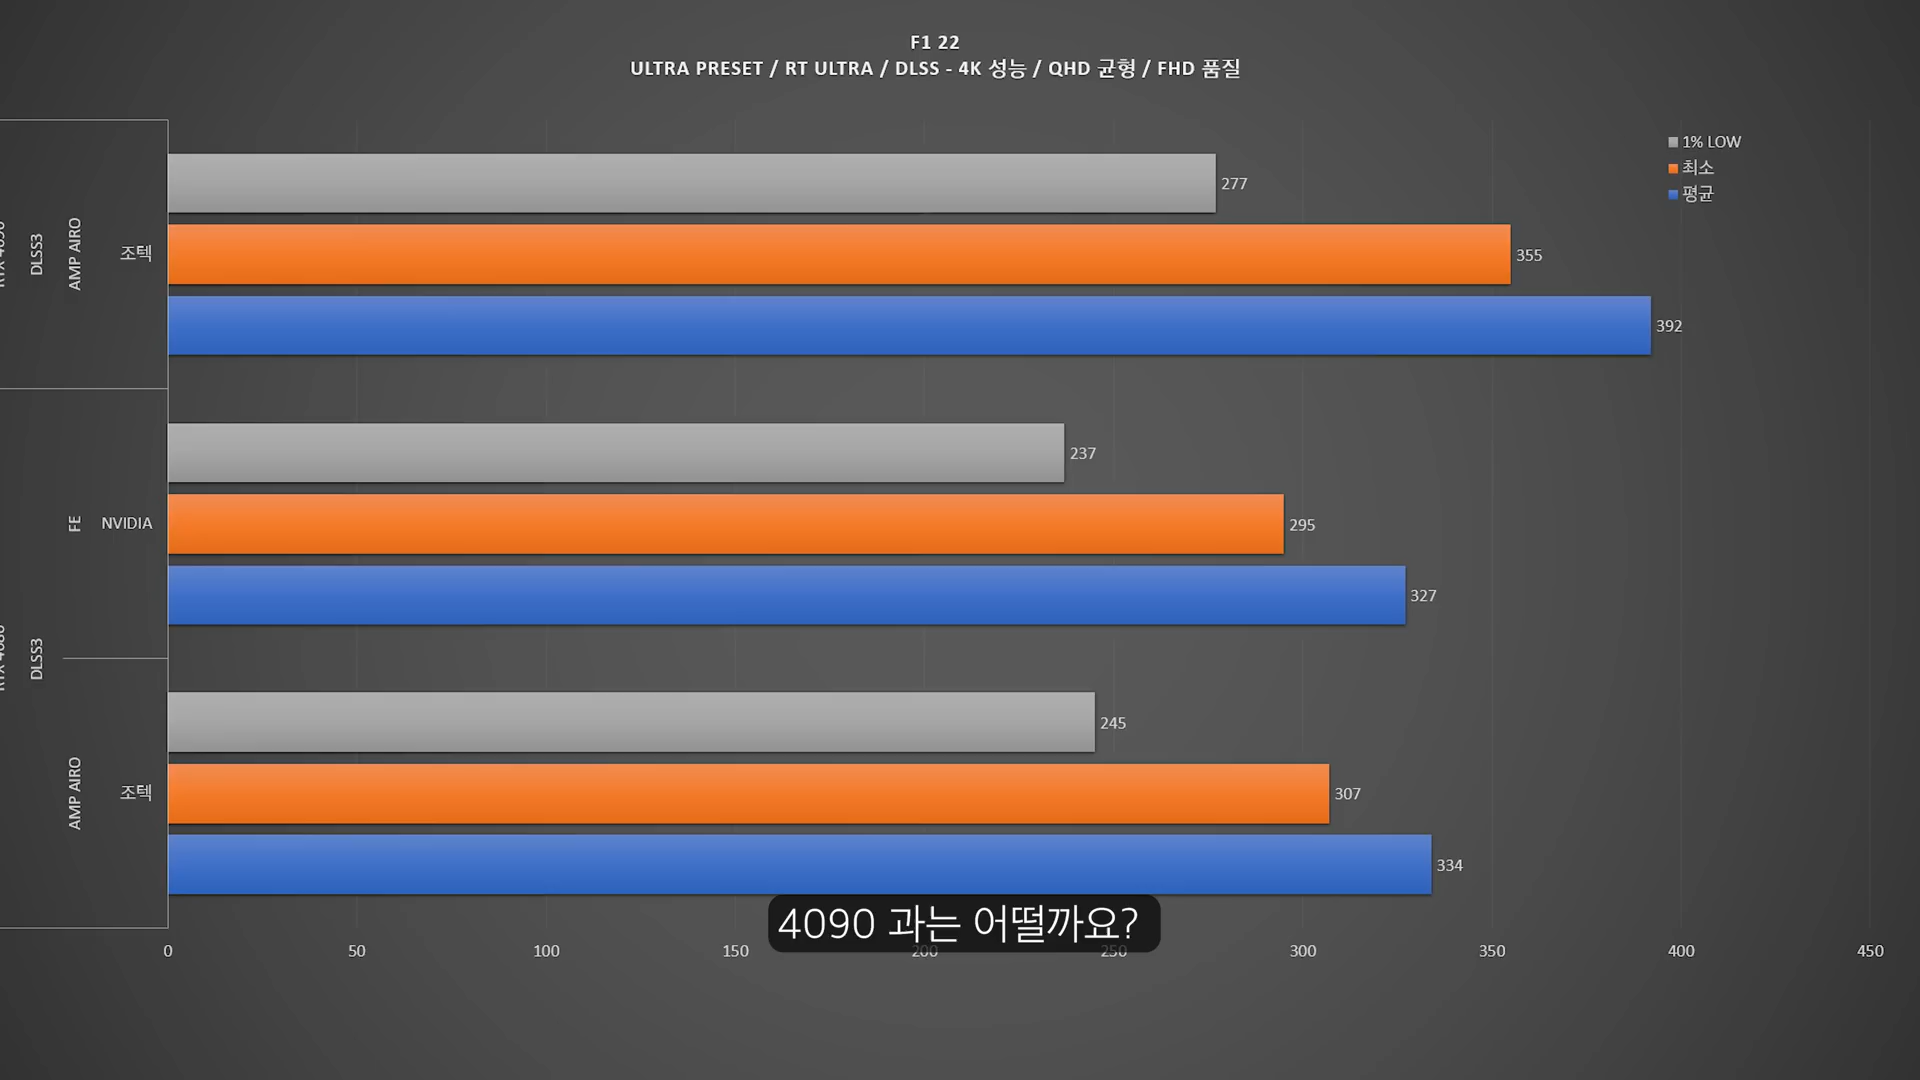 F1 22
ULTRA PRESET / RT ULTRA / DLSS - 4K 성능 / QHD 균형 / FHD 품질
1% LOW
최소
평균
DLSS3
AMP AIRO
조텍
277
355
392
DLSS3
FE
NVIDIA
237
295
327
AMP AIRO
조텍
245
307
334
4090 과는 어떨까요?
0 50 100 150 200 250 300 350 400 450